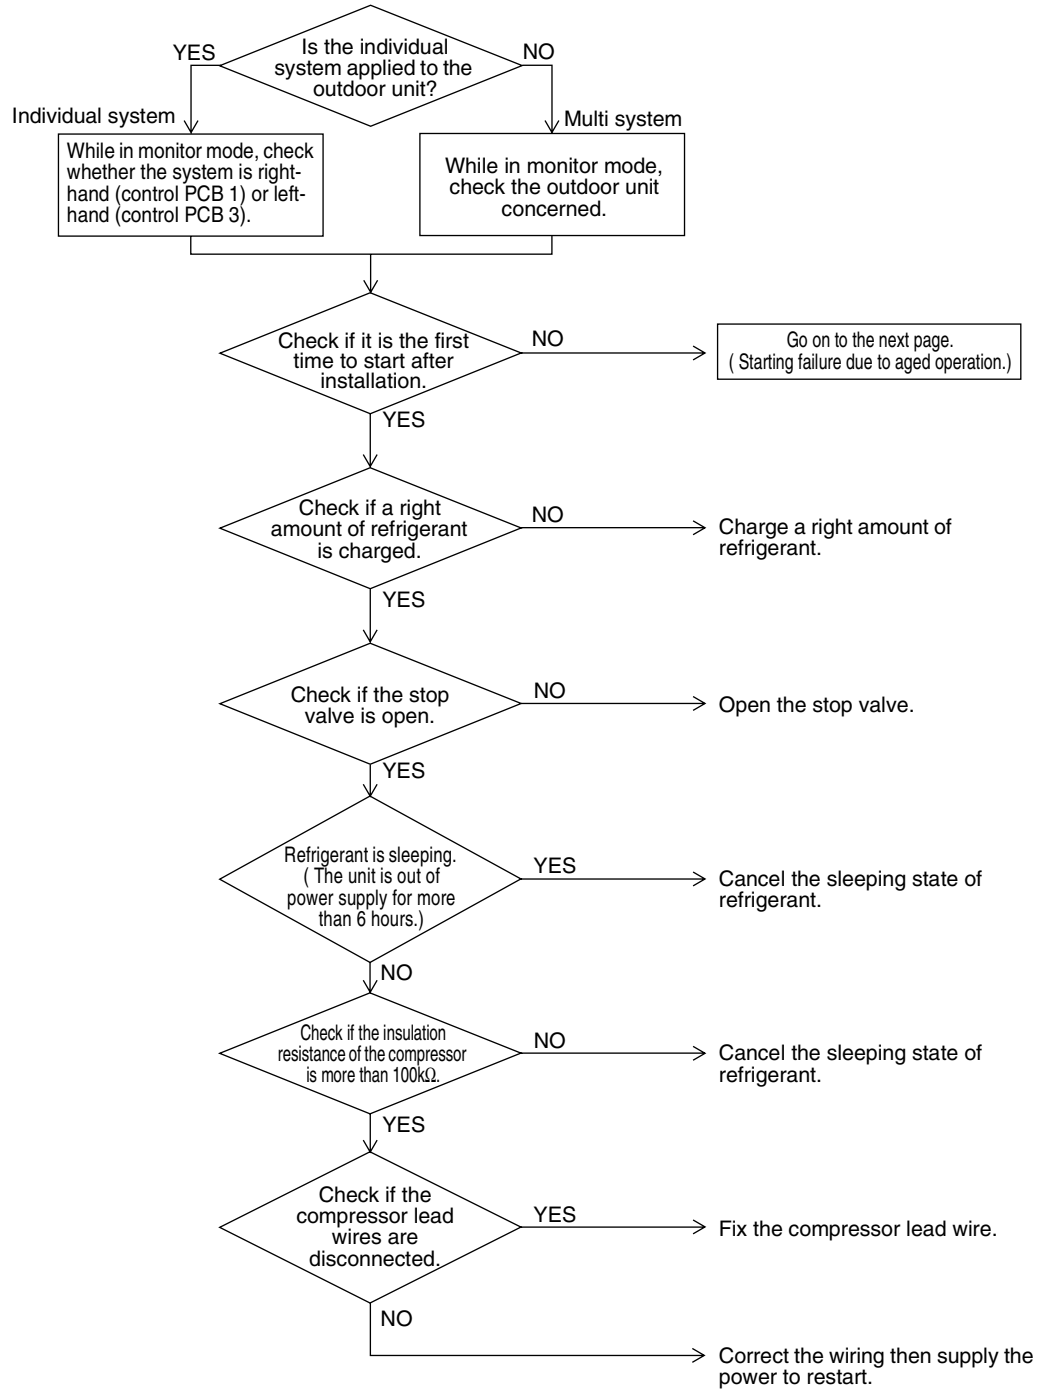 YES
Is the individual
system applied to the
outdoor unit?
NO
Individual system
Multi system
While in monitor mode, check
whether the system is right-
hand (control PCB 1) or left-
hand (control PCB 3).
While in monitor mode,
check the outdoor unit
concerned.
Check if it is the first
time to start after
installation.
NO
Go on to the next page.
( Starting failure due to aged operation.)
YES
Check if a right
amount of refrigerant
is charged.
NO
Charge a right amount of
refrigerant.
YES
Check if the stop
valve is open.
NO
Open the stop valve.
YES
Refrigerant is sleeping.
( The unit is out of
power supply for more
than 6 hours.)
YES
Cancel the sleeping state of
refrigerant.
NO
Check if the insulation
resistance of the compressor
is more than 100kΩ.
NO
Cancel the sleeping state of
refrigerant.
YES
Check if the
compressor lead
wires are
disconnected.
YES
Fix the compressor lead wire.
NO
Correct the wiring then supply the
power to restart.